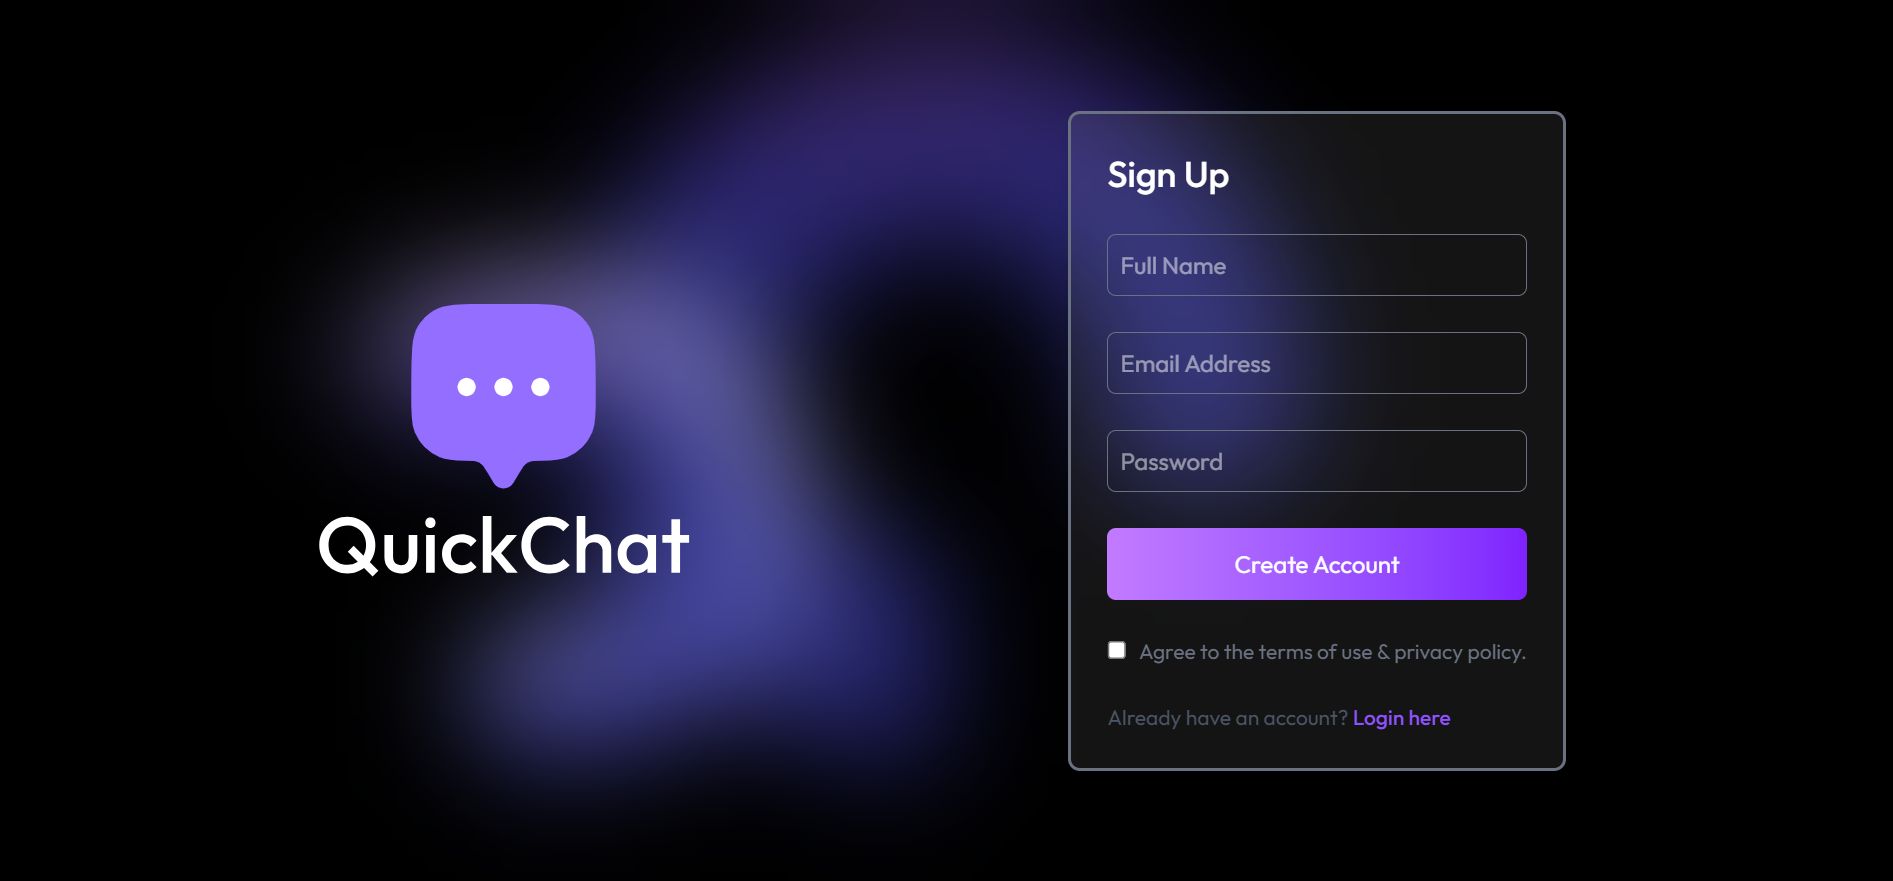 QuickChat
Sign Up
Full Name
Email Address
Password
Create Account
Agree to the terms of use & privacy policy.
Already have an account? Login here